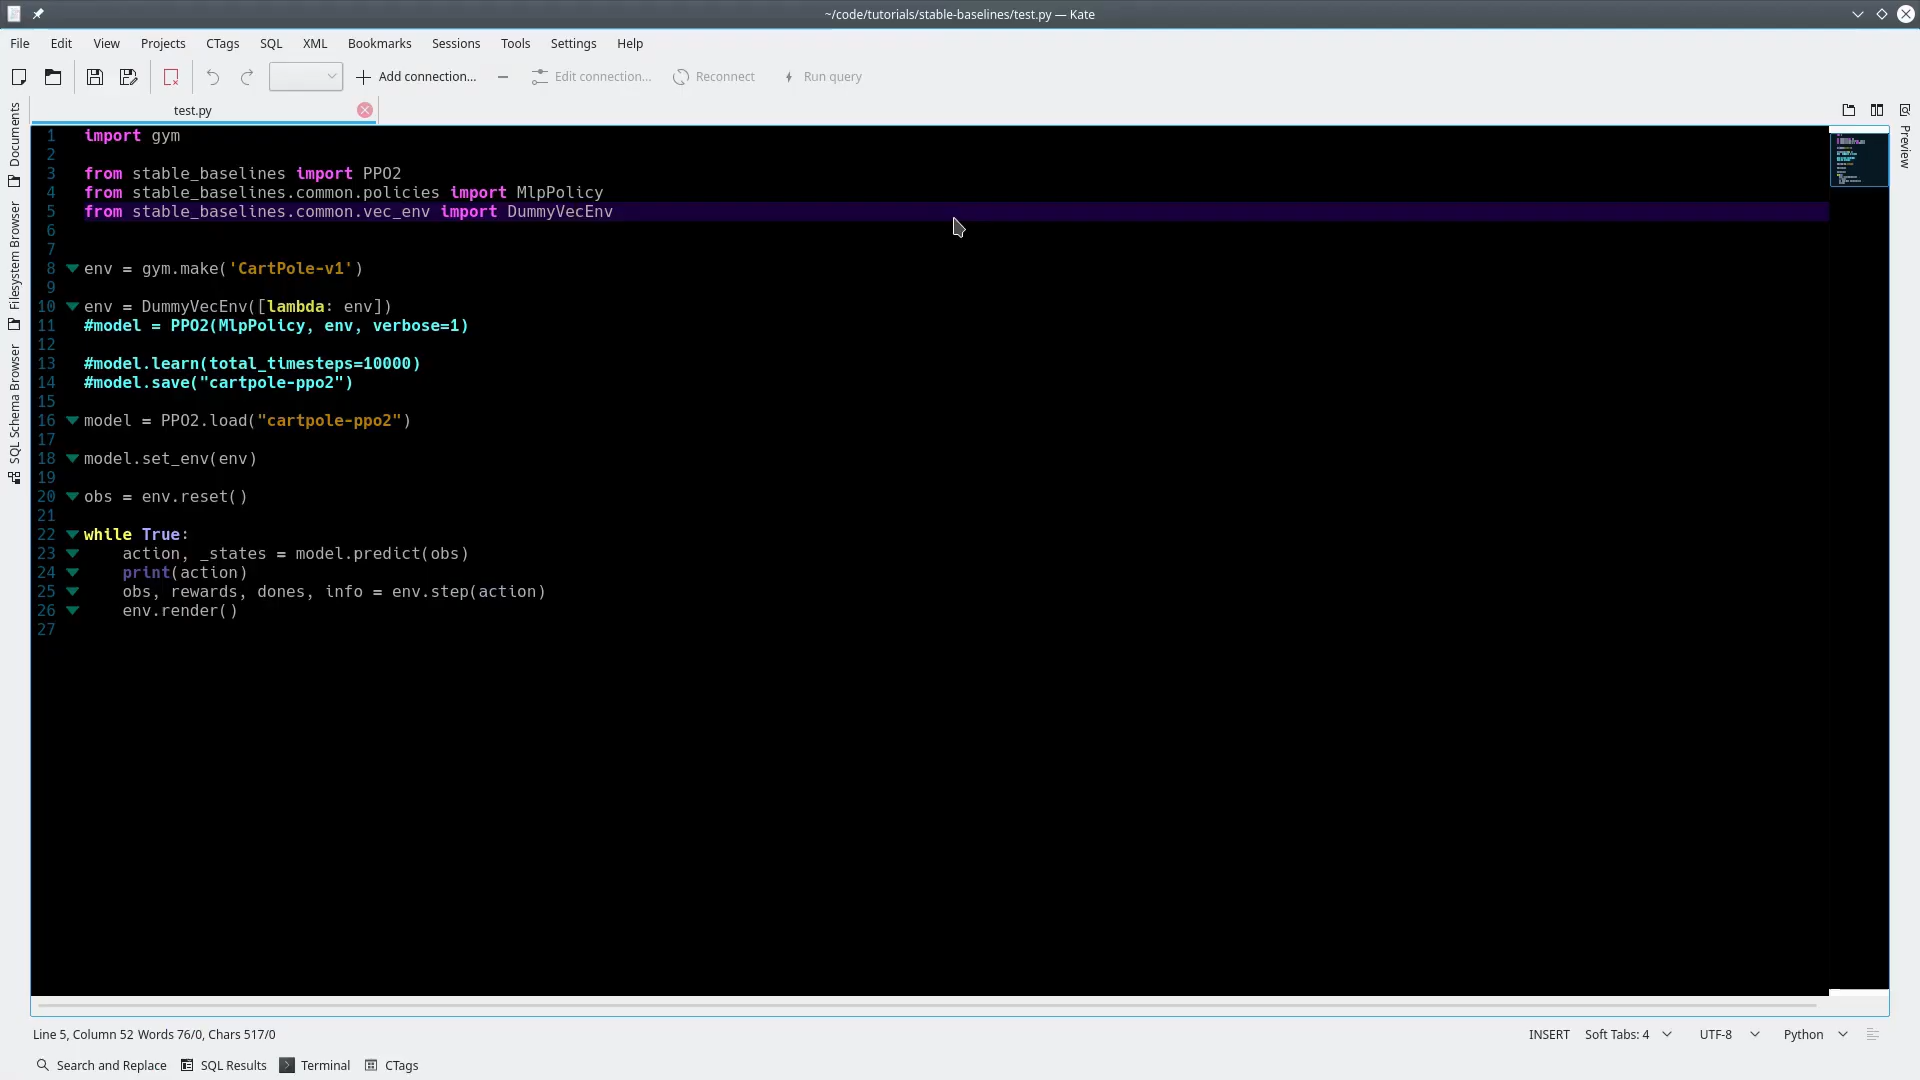 ~/code/tutorials/stable-baselines/test.py — Kate
File Edit View Projects CTags SQL XML Bookmarks Sessions Tools Settings Help
Add connection... Edit connection... Reconnect Run query
test.py
Documents
Filesystem Browser
SQL Schema Browser
Preview
1 import gym
2
3 from stable_baselines import PPO2
4 from stable_baselines.common.policies import MlpPolicy
5 from stable_baselines.common.vec_env import DummyVecEnv
6
7
8 env = gym.make('CartPole-v1')
9
10 env = DummyVecEnv([lambda: env])
11 #model = PPO2(MlpPolicy, env, verbose=1)
12
13 #model.learn(total_timesteps=10000)
14 #model.save("cartpole-ppo2")
15
16 model = PPO2.load("cartpole-ppo2")
17
18 model.set_env(env)
19
20 obs = env.reset()
21
22 while True:
23     action, _states = model.predict(obs)
24     print(action)
25     obs, rewards, dones, info = env.step(action)
26     env.render()
27
Line 5, Column 52 Words 76/0, Chars 517/0 INSERT Soft Tabs: 4 UTF-8 Python
Search and Replace SQL Results Terminal CTags